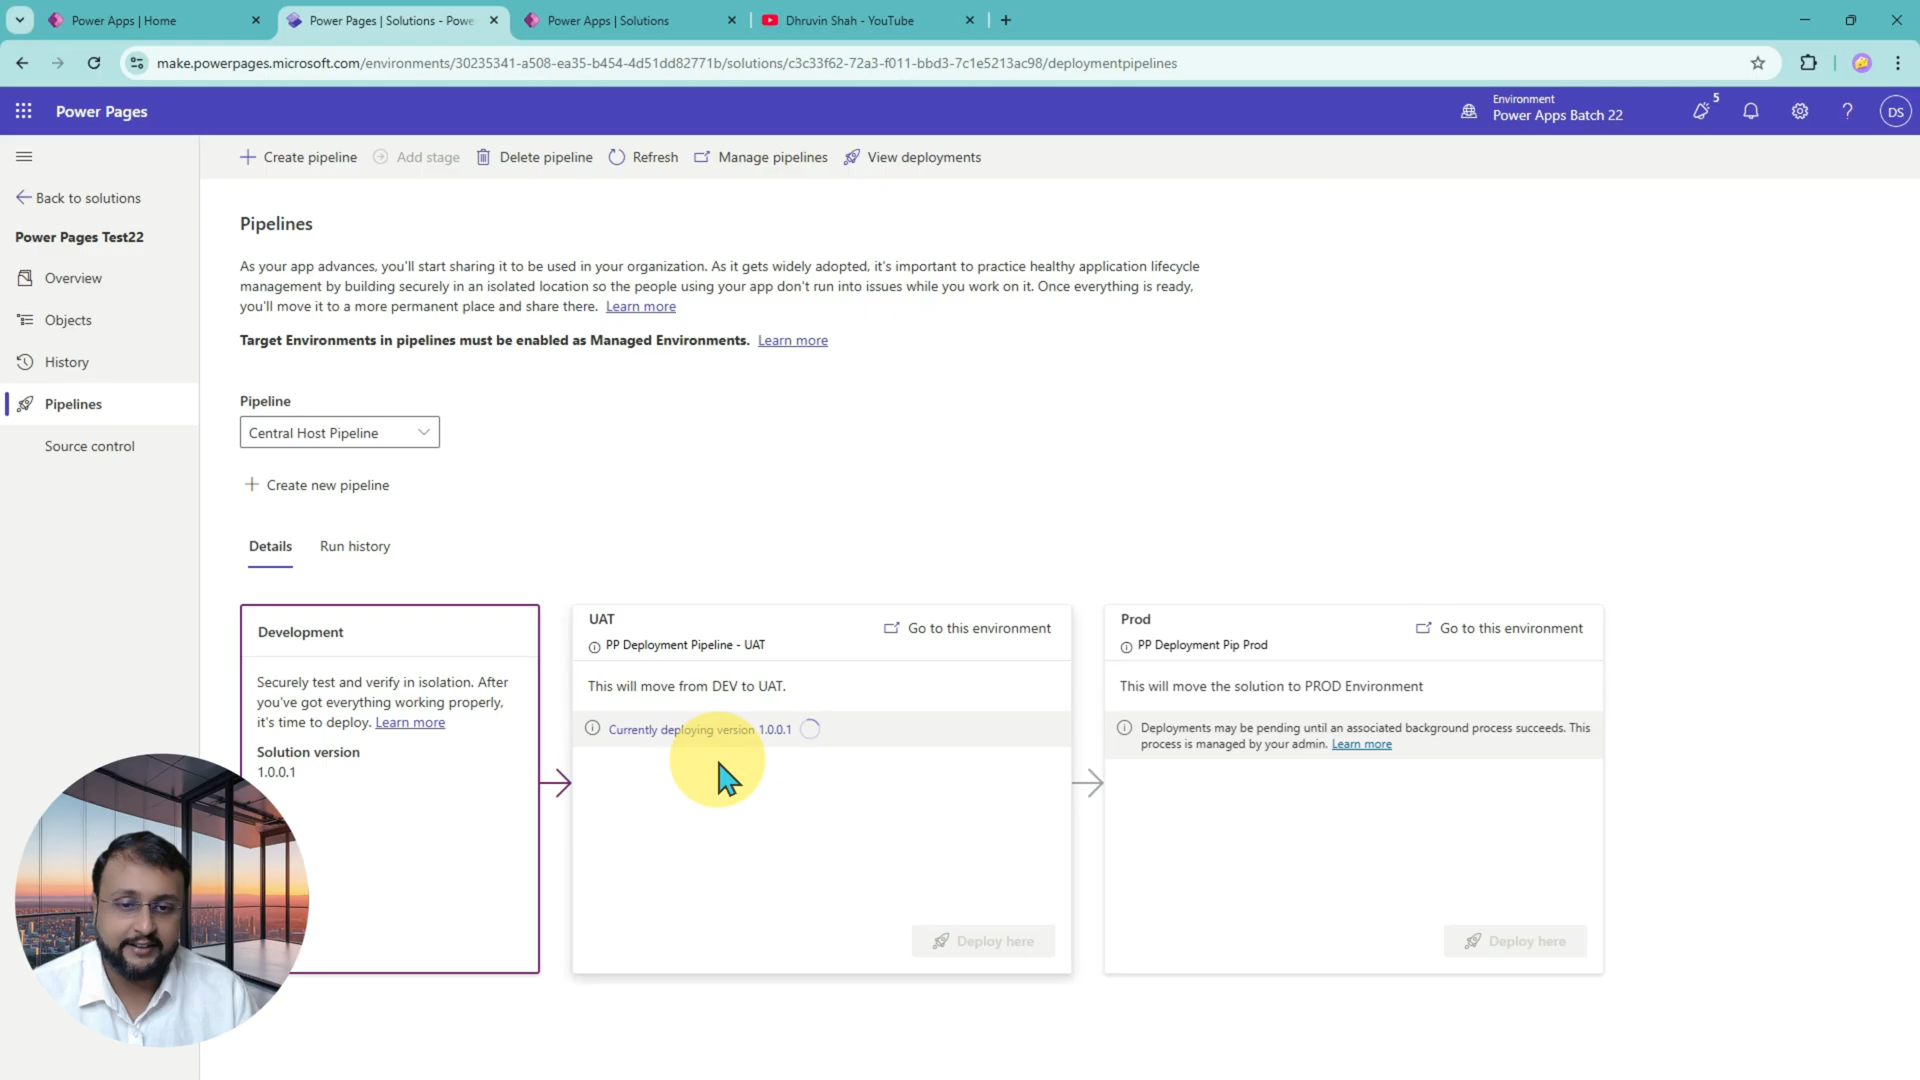 Power Apps | Home
Power Pages | Solutions - Powe
Power Apps | Solutions
Dhruvin Shah - YouTube
make.powerpages.microsoft.com/environments/30235341-a508-ea35-b454-4d51dd82771b/solutions/c3c33f62-72a3-f011-bbd3-7c1e5213ac98/deploymentpipelines
Power Pages
Environment
Power Apps Batch 22
5
DS
Create pipeline
Add stage
Delete pipeline
Refresh
Manage pipelines
View deployments
Back to solutions
Power Pages Test22
Overview
Objects
History
Pipelines
Source control
Pipelines
As your app advances, you'll start sharing it to be used in your organization. As it gets widely adopted, it's important to practice healthy application lifecycle
management by building securely in an isolated location so the people using your app don't run into issues while you work on it. Once everything is ready,
you'll move it to a more permanent place and share there. Learn more
Target Environments in pipelines must be enabled as Managed Environments. Learn more
Pipeline
Central Host Pipeline
Create new pipeline
Details
Run history
Development
Securely test and verify in isolation. After
you've got everything working properly,
it's time to deploy. Learn more
Solution version
1.0.0.1
UAT
PP Deployment Pipeline - UAT
Go to this environment
This will move from DEV to UAT.
Currently deploying version 1.0.0.1
Deploy here
Prod
PP Deployment Pip Prod
Go to this environment
This will move the solution to PROD Environment
Deployments may be pending until an associated background process succeeds. This
process is managed by your admin. Learn more
Deploy here